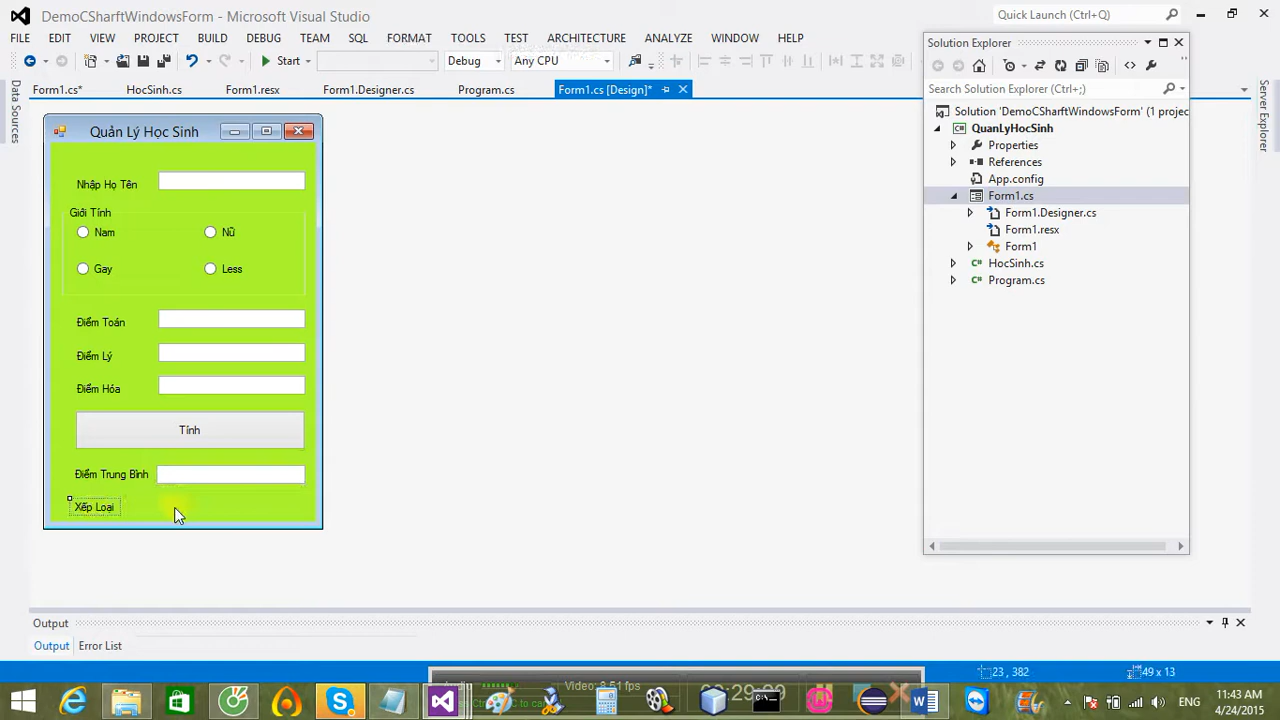 DemoCSharftWindowsForm - Microsoft Visual Studio
Quick Launch (Ctrl+Q)
FILE EDIT VIEW PROJECT BUILD DEBUG TEAM SQL FORMAT TOOLS TEST ARCHITECTURE ANALYZE WINDOW HELP
Start Debug Any CPU
Form1.cs* HocSinh.cs Form1.resx Form1.Designer.cs Program.cs Form1.cs [Design]*
Data Sources
Server Explorer
Solution Explorer
Search Solution Explorer (Ctrl+;)
Solution 'DemoCSharftWindowsForm' (1 projec
QuanLyHocSinh
Properties
References
App.config
Form1.cs
Form1.Designer.cs
Form1.resx
Form1
HocSinh.cs
Program.cs
Quản Lý Học Sinh
Nhập Họ Tên
Giới Tính
Nam Nữ
Gay Less
Điểm Toán
Điểm Lý
Điểm Hóa
Tính
Điểm Trung Bình
Xếp Loại
Output
Output Error List
23 , 382 49 x 13
Video: 8.51 fps
ENG
11:43 AM
4/24/2015